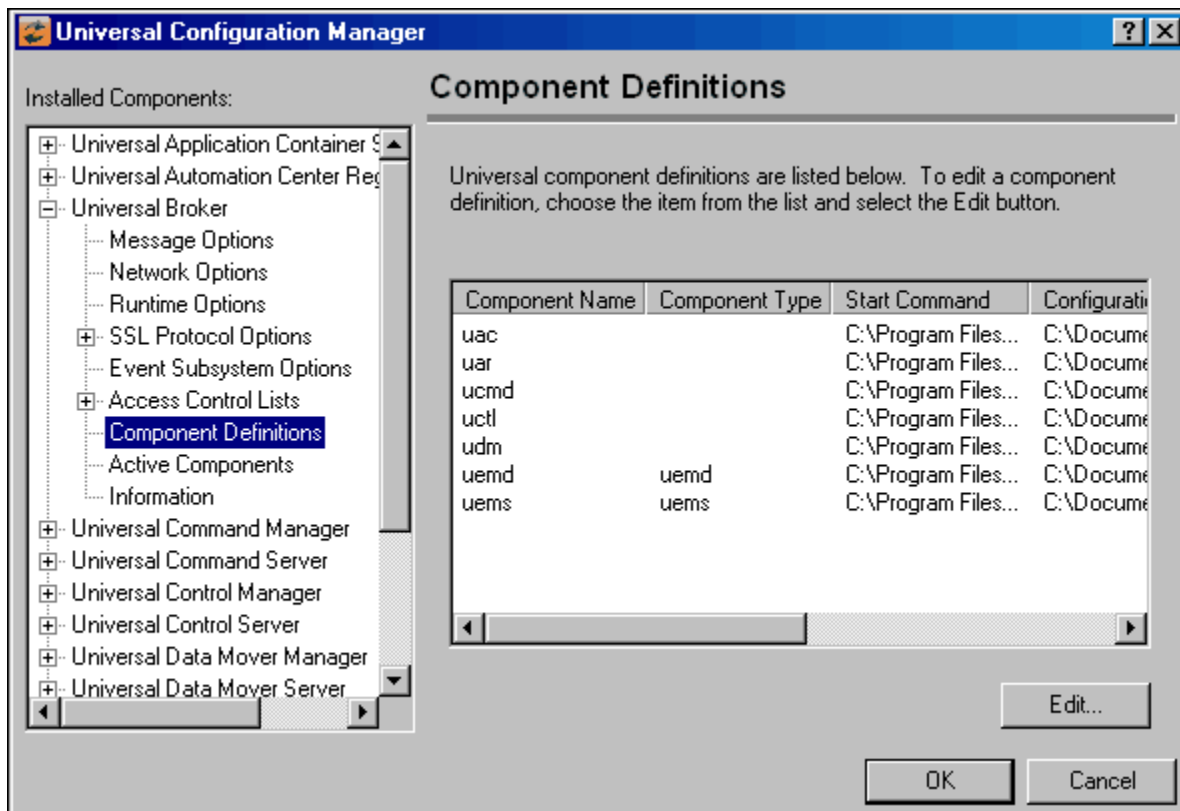 Universal Configuration Manager
Installed Components:
Universal Application Container S
Universal Automation Center Reg
Universal Broker
Message Options
Network Options
Runtime Options
SSL Protocol Options
Event Subsystem Options
Access Control Lists
Component Definitions
Active Components
Information
Universal Command Manager
Universal Command Server
Universal Control Manager
Universal Control Server
Universal Data Mover Manager
Universal Data Mover Server
Component Definitions
Universal component definitions are listed below.  To edit a component
definition, choose the item from the list and select the Edit button.
Component Name Component Type Start Command Configurati
uac C:\Program Files... C:\Docume
uar C:\Program Files... C:\Docume
ucmd C:\Program Files... C:\Docume
uctl C:\Program Files... C:\Docume
udm C:\Program Files... C:\Docume
uemd uemd C:\Program Files... C:\Docume
uems uems C:\Program Files... C:\Docume
Edit...
OK Cancel